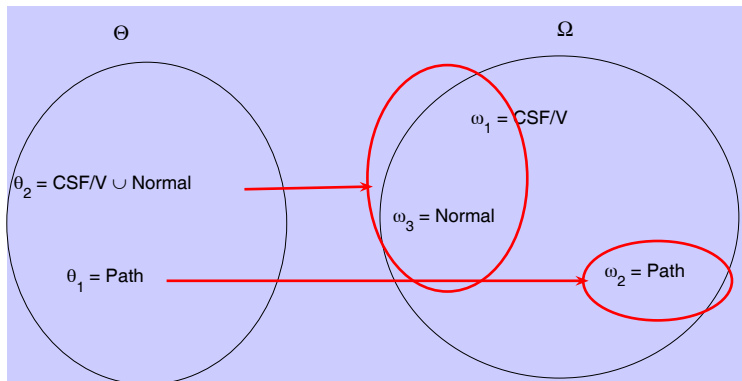 Θ
Ω
ω1 = CSF/V
θ2 = CSF/V ∪ Normal
ω3 = Normal
θ1 = Path
ω2 = Path